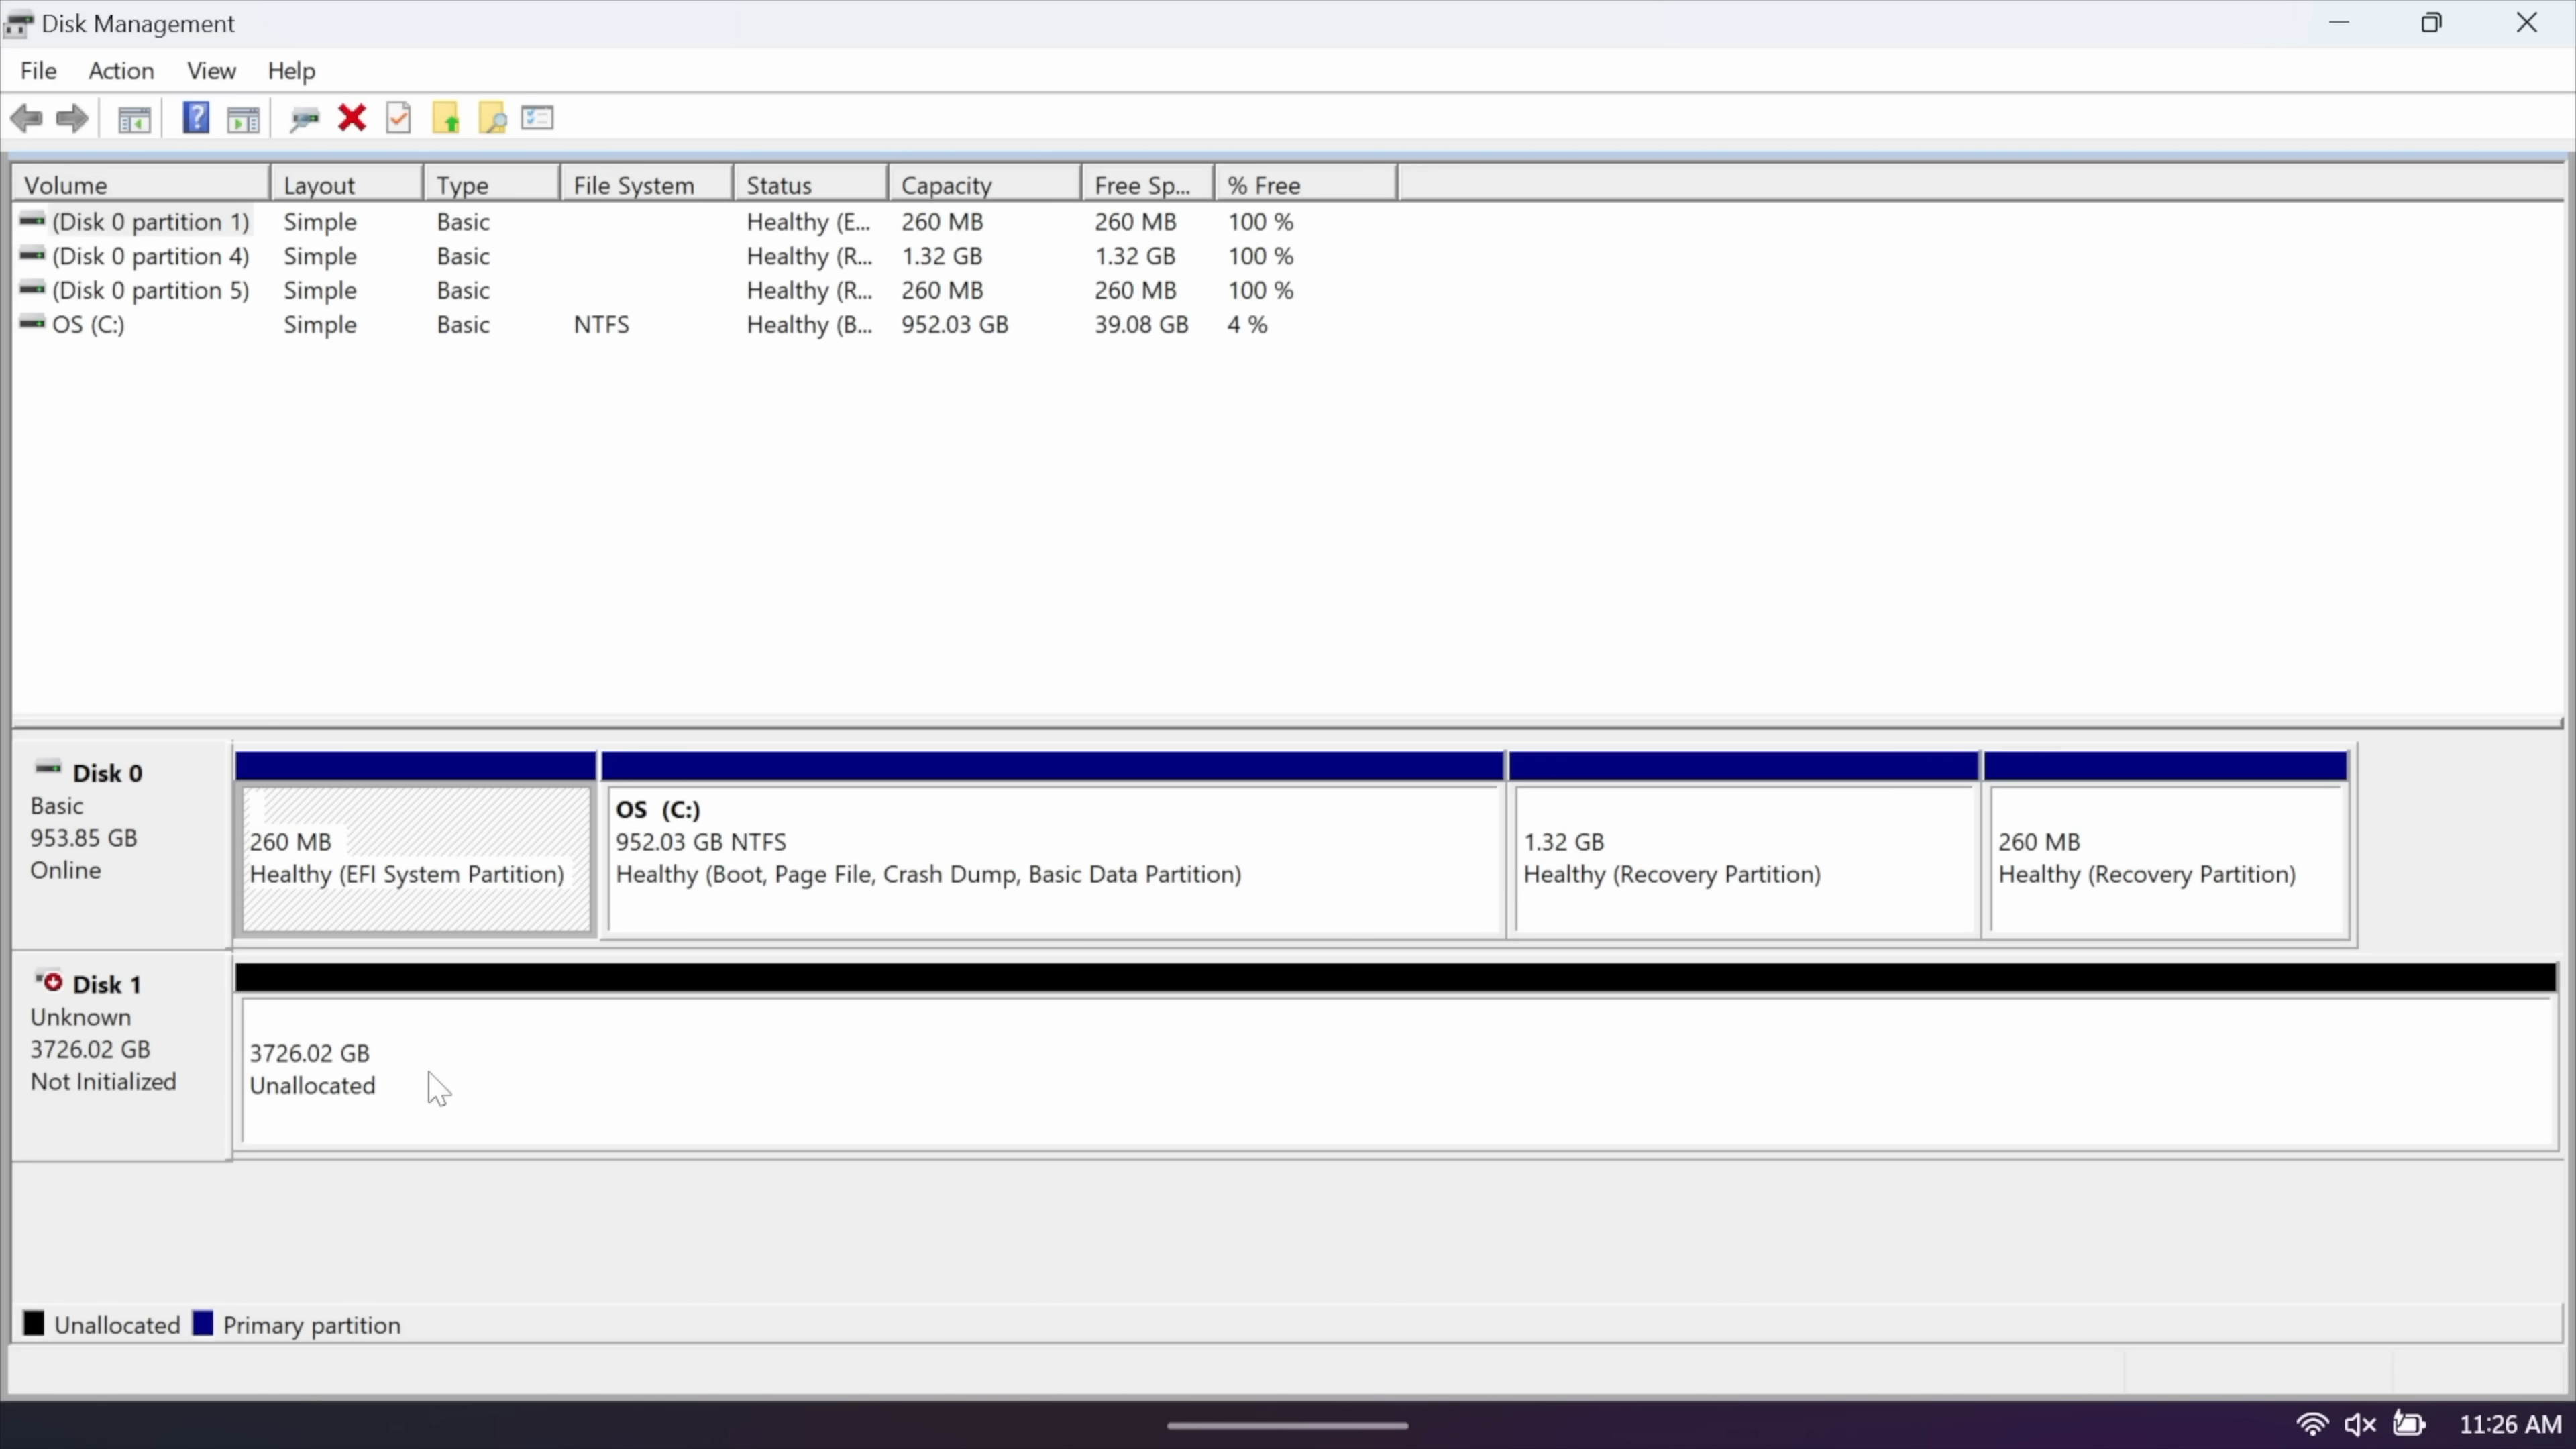 Disk Management
File Action View Help
Volume Layout Type File System Status Capacity Free Sp... % Free
(Disk 0 partition 1) Simple Basic Healthy (E... 260 MB 260 MB 100 %
(Disk 0 partition 4) Simple Basic Healthy (R... 1.32 GB 1.32 GB 100 %
(Disk 0 partition 5) Simple Basic Healthy (R... 260 MB 260 MB 100 %
OS (C:) Simple Basic NTFS Healthy (B... 952.03 GB 39.08 GB 4 %
Disk 0
Basic
953.85 GB
Online
260 MB
Healthy (EFI System Partition)
OS (C:)
952.03 GB NTFS
Healthy (Boot, Page File, Crash Dump, Basic Data Partition)
1.32 GB
Healthy (Recovery Partition)
260 MB
Healthy (Recovery Partition)
Disk 1
Unknown
3726.02 GB
Not Initialized
3726.02 GB
Unallocated
Unallocated Primary partition
11:26 AM